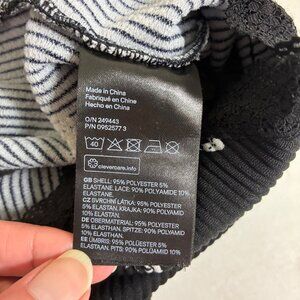 Made in China
Fabriqué en Chine
Hecho en China
O/N 249443
P/N 0952577 3
40
clevercare.info
GB SHELL: 95% POLYESTER 5%
ELASTANE. LACE: 90% POLYAMIDE 10%
ELASTANE.
CZ SVRCHNÍ LÁTKA: 95% POLYESTER
5% ELASTAN, KRAJKA: 90% POLYAMID
10% ELASTAN.
DE OBERMATERIAL: 95% POLYESTER
5% ELASTHAN; SPITZE: 90% POLYAMID
10% ELASTHAN.
EE ÜMBRIS: 95% POLÜESTER 5%
ELASTAAN. PITS: 90% POLÜAMIID 10%